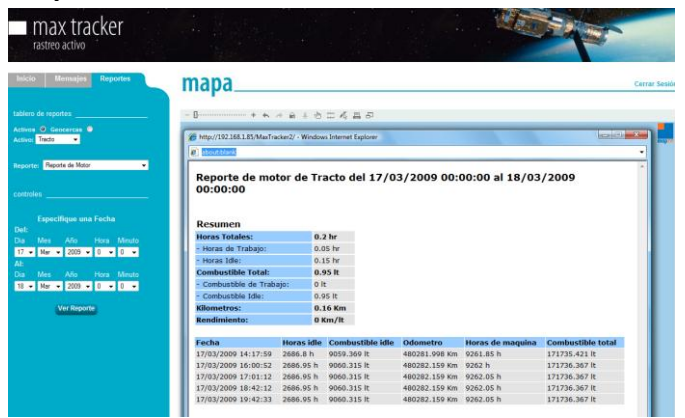 max tracker
rastreo activo
Inicio Mensajes Reportes
mapa
Cerrar Sesió
tablero de reportes
Activos Geocercas
Activo: Tracto
Reporte: Reporte de Motor
controles
Especifique una Fecha
Del:
Dia Mes Año Hora Minuto
17 Mar 2009 0 0
Al:
Dia Mes Año Hora Minuto
18 Mar 2009 0 0
Ver Reporte
http://192.168.1.85/MaxTracker2/ - Windows Internet Explorer
about:blank
Reporte de motor de Tracto del 17/03/2009 00:00:00 al 18/03/2009
00:00:00
Resumen
Horas Totales: 0.2 hr
- Horas de Trabajo: 0.05 hr
- Horas Idle: 0.15 hr
Combustible Total: 0.95 lt
- Combustible de Trabajo: 0 lt
- Combustible Idle: 0.95 lt
Kilometros: 0.16 Km
Rendimiento: 0 Km/lt
Fecha Horas idle Combustible idle Odometro Horas de maquina Combustible total
17/03/2009 14:17:59 2686.8 h 9059.369 lt 480281.998 Km 9261.85 h 171735.421 lt
17/03/2009 16:00:52 2686.95 h 9060.315 lt 480282.159 Km 9262 h 171736.367 lt
17/03/2009 17:01:12 2686.95 h 9060.315 lt 480282.159 Km 9262.05 h 171736.367 lt
17/03/2009 18:42:12 2686.95 h 9060.315 lt 480282.159 Km 9262.05 h 171736.367 lt
17/03/2009 19:42:33 2686.95 h 9060.315 lt 480282.159 Km 9262.05 h 171736.367 lt